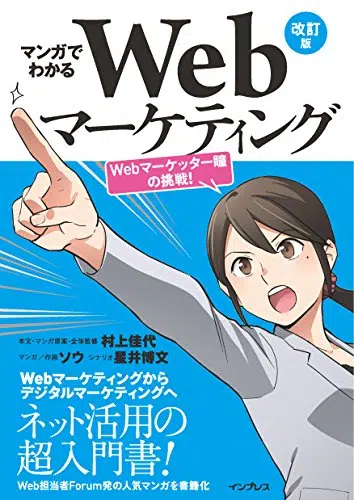 改訂版
マンガでわかる
Web
マーケティング
Webマーケッター瞳
の挑戦!
本文・マンガ原案・全体監修 村上佳代
マンガ/作画 ソウ シナリオ 星井博文
Webマーケティングから
デジタルマーケティングへ
ネット活用の
超入門書!
Web担当者Forum発の人気マンガを書籍化
インプレス